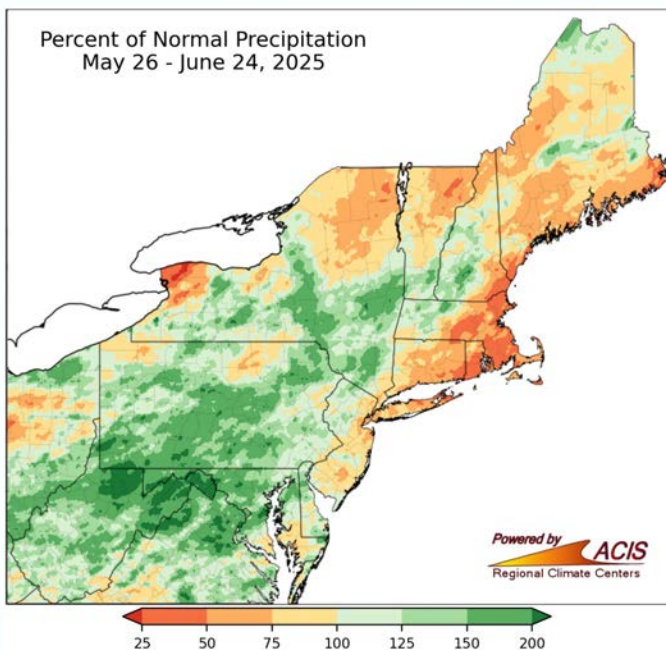 Percent of Normal Precipitation
May 26 - June 24, 2025
Powered by
ACIS
Regional Climate Centers
25 50 75 100 125 150 200